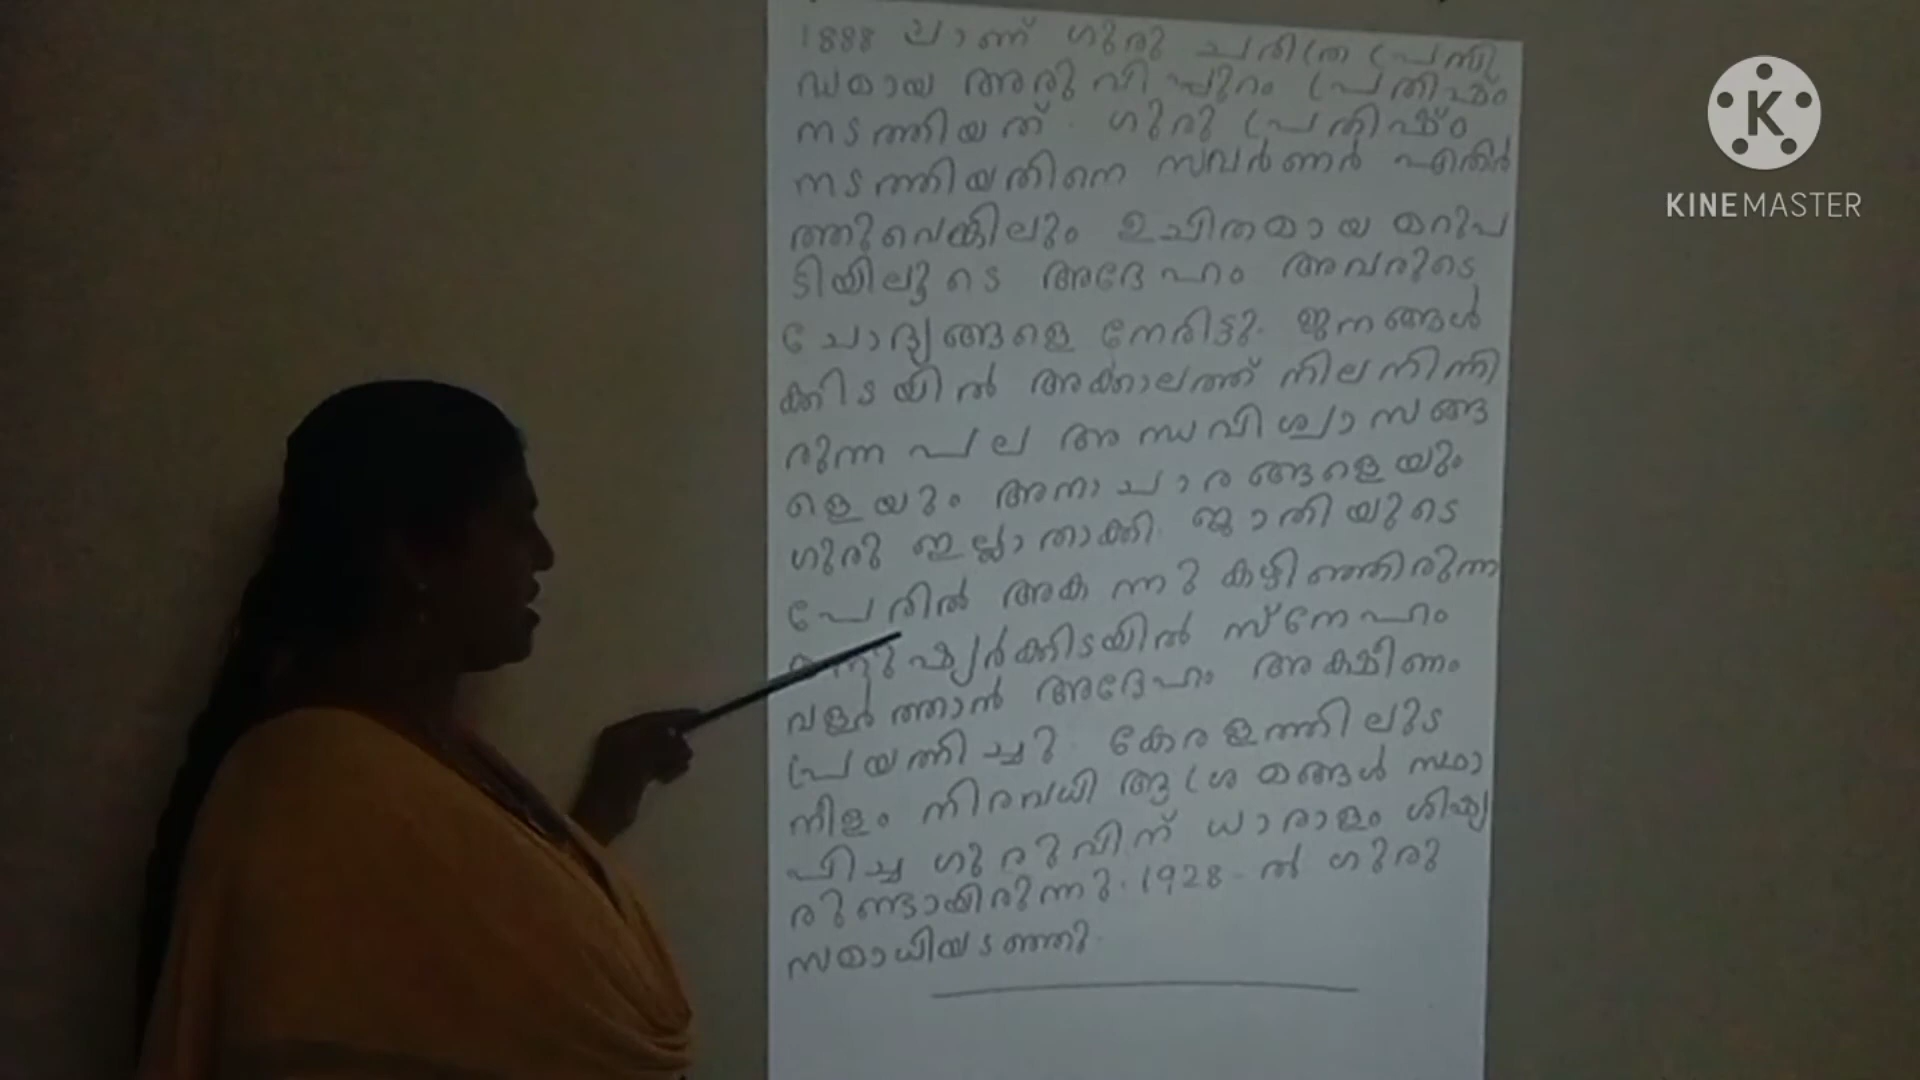 1888 ലാണ് ഗുരു ചരിത്ര പ്രസി
ദ്ധമായ അരുവിപ്പുറം പ്രതിഷ്ഠ
നടത്തിയത്. ഗുരു പ്രതിഷ്ഠ
നടത്തിയതിനെ സവർണർ എതിർ
ത്തുവെങ്കിലും ഉചിതമായ മറുപ
ടിയിലൂടെ അദ്ദേഹം അവരുടെ
ചോദ്യങ്ങളെ നേരിട്ടു. ജനങ്ങൾ
ക്കിടയിൽ അക്കാലത്ത് നിലനിന്നി
രുന്ന പല അന്ധവിശ്വാസങ്ങ
ളെയും അനാചാരങ്ങളെയും
ഗുരു ഇല്ലാതാക്കി. ജാതിയുടെ
പേരിൽ അകന്നു കഴിഞ്ഞിരുന്ന
മനുഷ്യർക്കിടയിൽ സ്നേഹം
വളർത്താൻ അദ്ദേഹം അക്ഷീണം
പ്രയത്നിച്ചു. കേരളത്തിലുട
നീളം നിരവധി ആശ്രമങ്ങൾ സ്ഥാ
പിച്ച ഗുരുവിന് ധാരാളം ശിഷ്യ
രുണ്ടായിരുന്നു. 1928-ൽ ഗുരു
സമാധിയടഞ്ഞു.
K
KINEMASTER